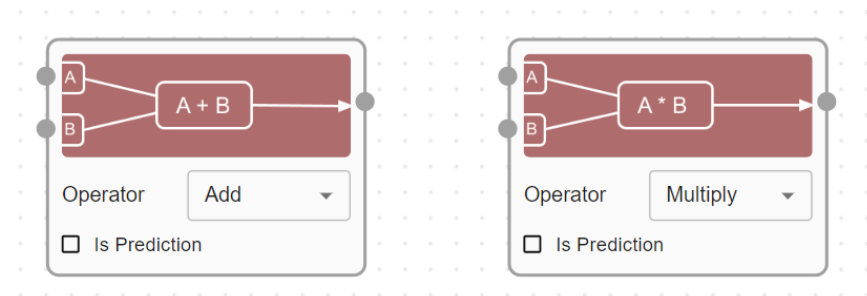 A
A + B
B
Operator
Add
Is Prediction
A
A * B
B
Operator
Multiply
Is Prediction